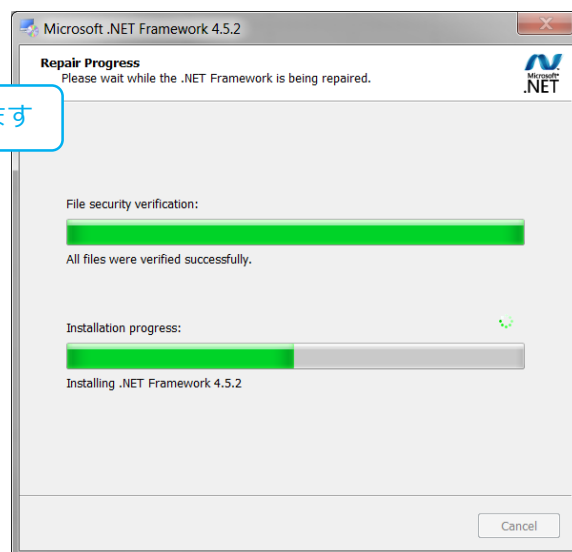 Microsoft .NET Framework 4.5.2
Repair Progress
Please wait while the .NET Framework is being repaired.
Microsoft
.NET
ます
File security verification:
All files were verified successfully.
Installation progress:
Installing .NET Framework 4.5.2
Cancel